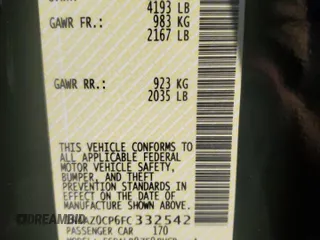 4193 LB
GAWR FR.: 983 KG
2167 LB
GAWR RR.: 923 KG
2035 LB
THIS VEHICLE CONFORMS TO
ALL APPLICABLE FEDERAL
MOTOR VEHICLE SAFETY,
BUMPER, AND THEFT
PREVENTION STANDARDS IN
EFFECT ON THE DATE OF
MANUFACTURE SHOWN ABOVE.
AZ0CP6FC 332542
PASSENGER CAR 170
DREAMBID